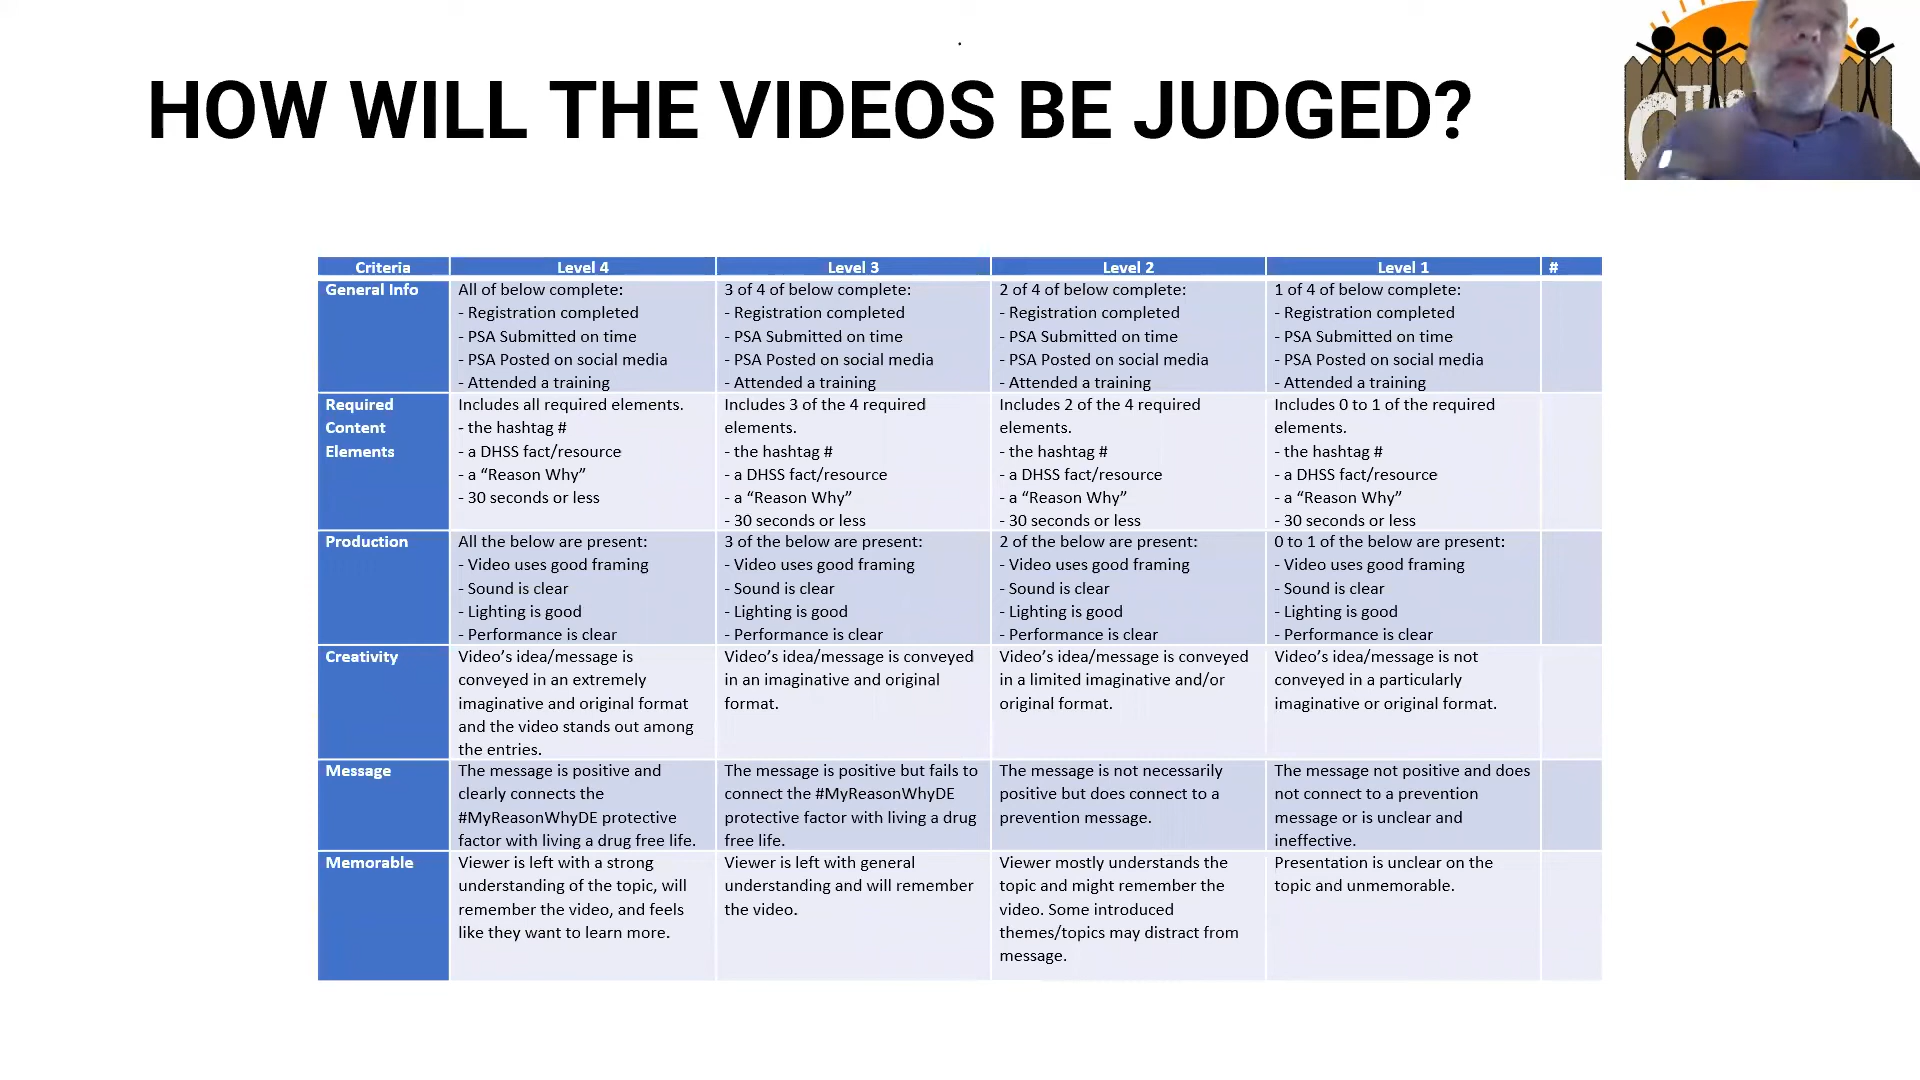 HOW WILL THE VIDEOS BE JUDGED?
The
Criteria Level 4 Level 3 Level 2 Level 1 #
General Info
All of below complete:
- Registration completed
- PSA Submitted on time
- PSA Posted on social media
- Attended a training
3 of 4 of below complete:
- Registration completed
- PSA Submitted on time
- PSA Posted on social media
- Attended a training
2 of 4 of below complete:
- Registration completed
- PSA Submitted on time
- PSA Posted on social media
- Attended a training
1 of 4 of below complete:
- Registration completed
- PSA Submitted on time
- PSA Posted on social media
- Attended a training
Required
Content
Elements
Includes all required elements.
- the hashtag #
- a DHSS fact/resource
- a “Reason Why”
- 30 seconds or less
Includes 3 of the 4 required
elements.
- the hashtag #
- a DHSS fact/resource
- a “Reason Why”
- 30 seconds or less
Includes 2 of the 4 required
elements.
- the hashtag #
- a DHSS fact/resource
- a “Reason Why”
- 30 seconds or less
Includes 0 to 1 of the required
elements.
- the hashtag #
- a DHSS fact/resource
- a “Reason Why”
- 30 seconds or less
Production
All the below are present:
- Video uses good framing
- Sound is clear
- Lighting is good
- Performance is clear
3 of the below are present:
- Video uses good framing
- Sound is clear
- Lighting is good
- Performance is clear
2 of the below are present:
- Video uses good framing
- Sound is clear
- Lighting is good
- Performance is clear
0 to 1 of the below are present:
- Video uses good framing
- Sound is clear
- Lighting is good
- Performance is clear
Creativity
Video’s idea/message is
conveyed in an extremely
imaginative and original format
and the video stands out among
the entries.
Video’s idea/message is conveyed
in an imaginative and original
format.
Video’s idea/message is conveyed
in a limited imaginative and/or
original format.
Video’s idea/message is not
conveyed in a particularly
imaginative or original format.
Message
The message is positive and
clearly connects the
#MyReasonWhyDE protective
factor with living a drug free life.
The message is positive but fails to
connect the #MyReasonWhyDE
protective factor with living a drug
free life.
The message is not necessarily
positive but does connect to a
prevention message.
The message not positive and does
not connect to a prevention
message or is unclear and
ineffective.
Memorable
Viewer is left with a strong
understanding of the topic, will
remember the video, and feels
like they want to learn more.
Viewer is left with general
understanding and will remember
the video.
Viewer mostly understands the
topic and might remember the
video. Some introduced
themes/topics may distract from
message.
Presentation is unclear on the
topic and unmemorable.